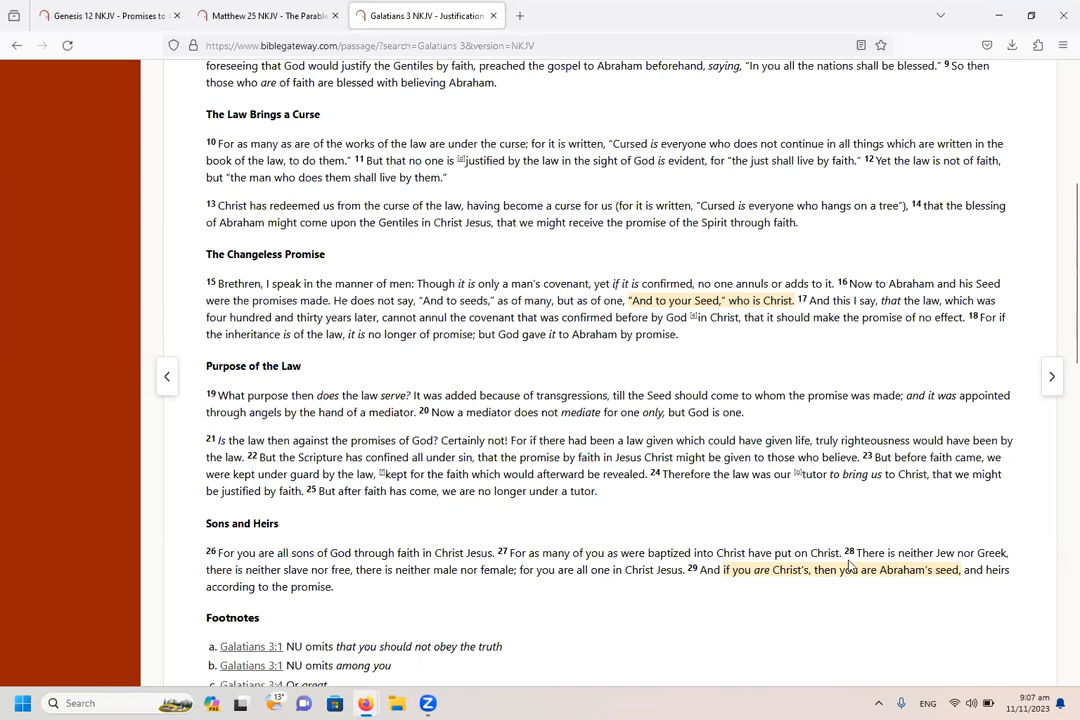 Genesis 12 NKJV - Promises to
Matthew 25 NKJV - The Parable
Galatians 3 NKJV - Justification
https://www.biblegateway.com/passage/?search=Galatians 3&version=NKJV
foreseeing that God would justify the Gentiles by faith, preached the gospel to Abraham beforehand, saying, “In you all the nations shall be blessed.” 9 So then
those who are of faith are blessed with believing Abraham.
The Law Brings a Curse
10 For as many as are of the works of the law are under the curse; for it is written, “Cursed is everyone who does not continue in all things which are written in the
book of the law, to do them.” 11 But that no one is [d]justified by the law in the sight of God is evident, for “the just shall live by faith.” 12 Yet the law is not of faith,
but “the man who does them shall live by them.”
13 Christ has redeemed us from the curse of the law, having become a curse for us (for it is written, “Cursed is everyone who hangs on a tree”), 14 that the blessing
of Abraham might come upon the Gentiles in Christ Jesus, that we might receive the promise of the Spirit through faith.
The Changeless Promise
15 Brethren, I speak in the manner of men: Though it is only a man’s covenant, yet if it is confirmed, no one annuls or adds to it. 16 Now to Abraham and his Seed
were the promises made. He does not say, “And to seeds,” as of many, but as of one, “And to your Seed,” who is Christ. 17 And this I say, that the law, which was
four hundred and thirty years later, cannot annul the covenant that was confirmed before by God [e]in Christ, that it should make the promise of no effect. 18 For if
the inheritance is of the law, it is no longer of promise; but God gave it to Abraham by promise.
Purpose of the Law
19 What purpose then does the law serve? It was added because of transgressions, till the Seed should come to whom the promise was made; and it was appointed
through angels by the hand of a mediator. 20 Now a mediator does not mediate for one only, but God is one.
21 Is the law then against the promises of God? Certainly not! For if there had been a law given which could have given life, truly righteousness would have been by
the law. 22 But the Scripture has confined all under sin, that the promise by faith in Jesus Christ might be given to those who believe. 23 But before faith came, we
were kept under guard by the law, [f]kept for the faith which would afterward be revealed. 24 Therefore the law was our [g]tutor to bring us to Christ, that we might
be justified by faith. 25 But after faith has come, we are no longer under a tutor.
Sons and Heirs
26 For you are all sons of God through faith in Christ Jesus. 27 For as many of you as were baptized into Christ have put on Christ. 28 There is neither Jew nor Greek,
there is neither slave nor free, there is neither male nor female; for you are all one in Christ Jesus. 29 And if you are Christ’s, then you are Abraham’s seed, and heirs
according to the promise.
Footnotes
a. Galatians 3:1 NU omits that you should not obey the truth
b. Galatians 3:1 NU omits among you
c. Galatians 3:4 Or great
Search
13°
ENG
9:07 am
11/11/2023